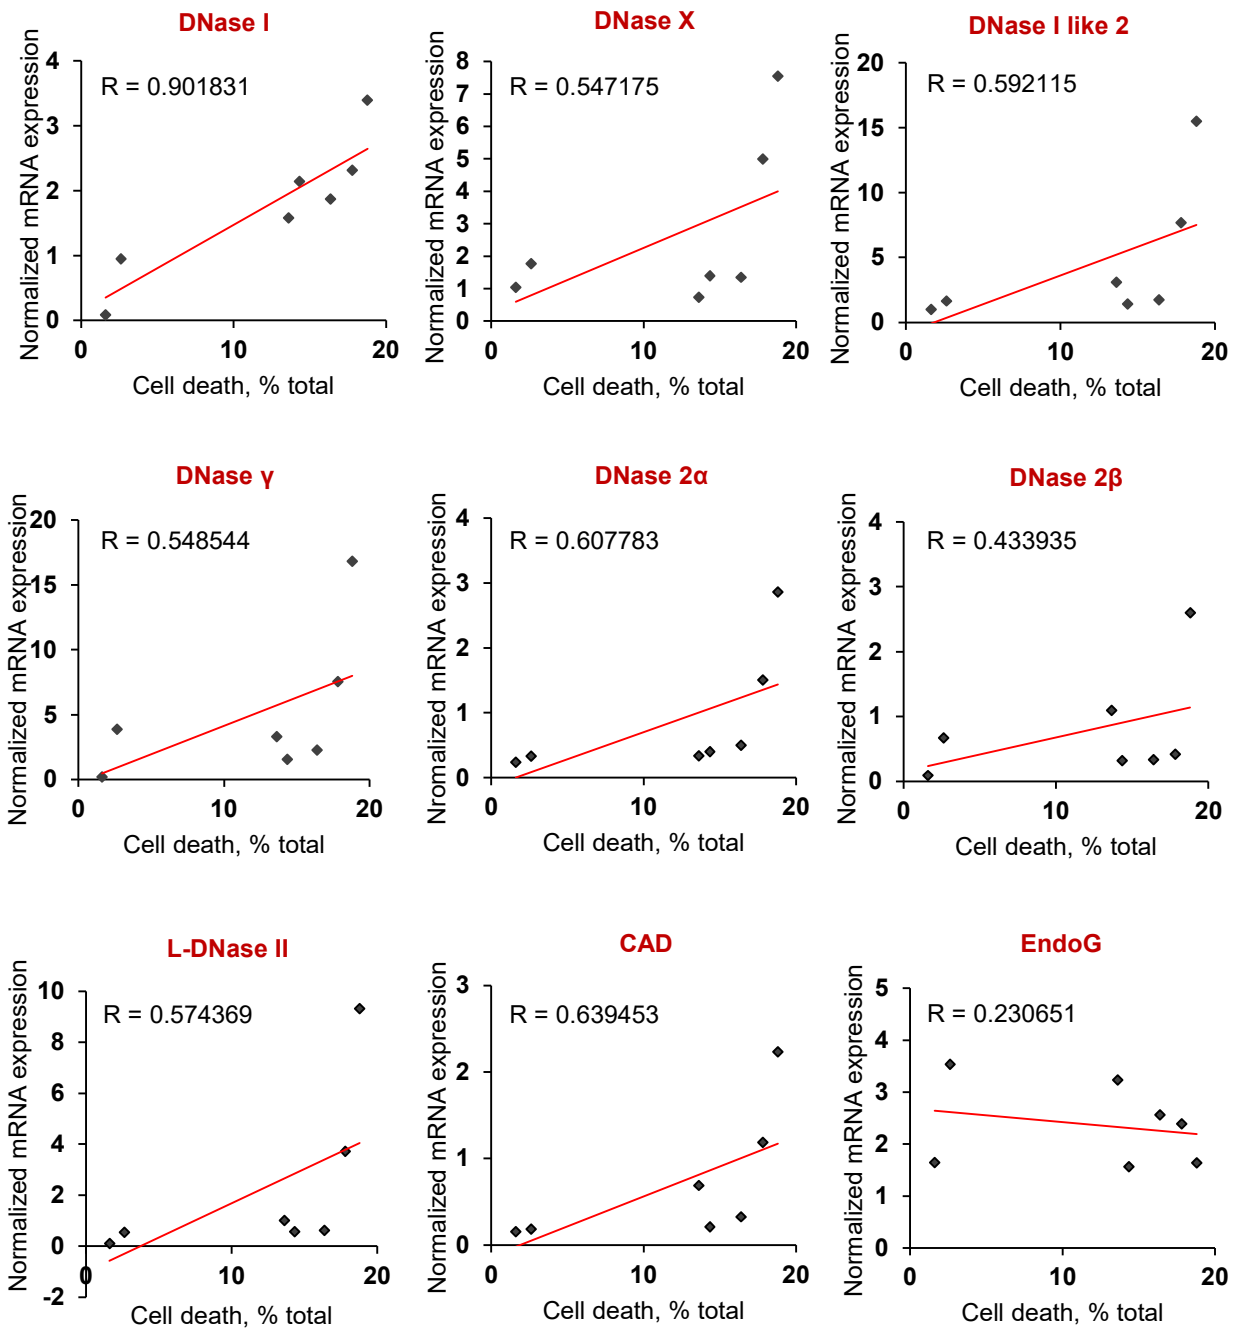 DNase I
Normalized mRNA expression
R = 0.901831
4
3
2
1
0
0 10 20
Cell death, % total
DNase X
Normalized mRNA expression
R = 0.547175
8
7
6
5
4
3
2
1
0
0 10 20
Cell death, % total
DNase I like 2
Normalized mRNA expression
R = 0.592115
20
15
10
5
0
0 10 20
Cell death, % total
DNase γ
Normalized mRNA expression
R = 0.548544
20
15
10
5
0
0 10 20
Cell death, % total
DNase 2α
Nromalized mRNA expression
R = 0.607783
4
3
2
1
0
0 10 20
Cell death, % total
DNase 2β
Normalized mRNA expression
R = 0.433935
4
3
2
1
0
0 10 20
Cell death, % total
L-DNase II
Normalized mRNA expression
R = 0.574369
10
8
6
4
2
0
-2
0 10 20
Cell death, % total
CAD
Normalized mRNA expression
R = 0.639453
3
2
1
0
0 10 20
Cell death, % total
EndoG
Normalized mRNA expression
R = 0.230651
5
4
3
2
1
0
0 10 20
Cell death, % total